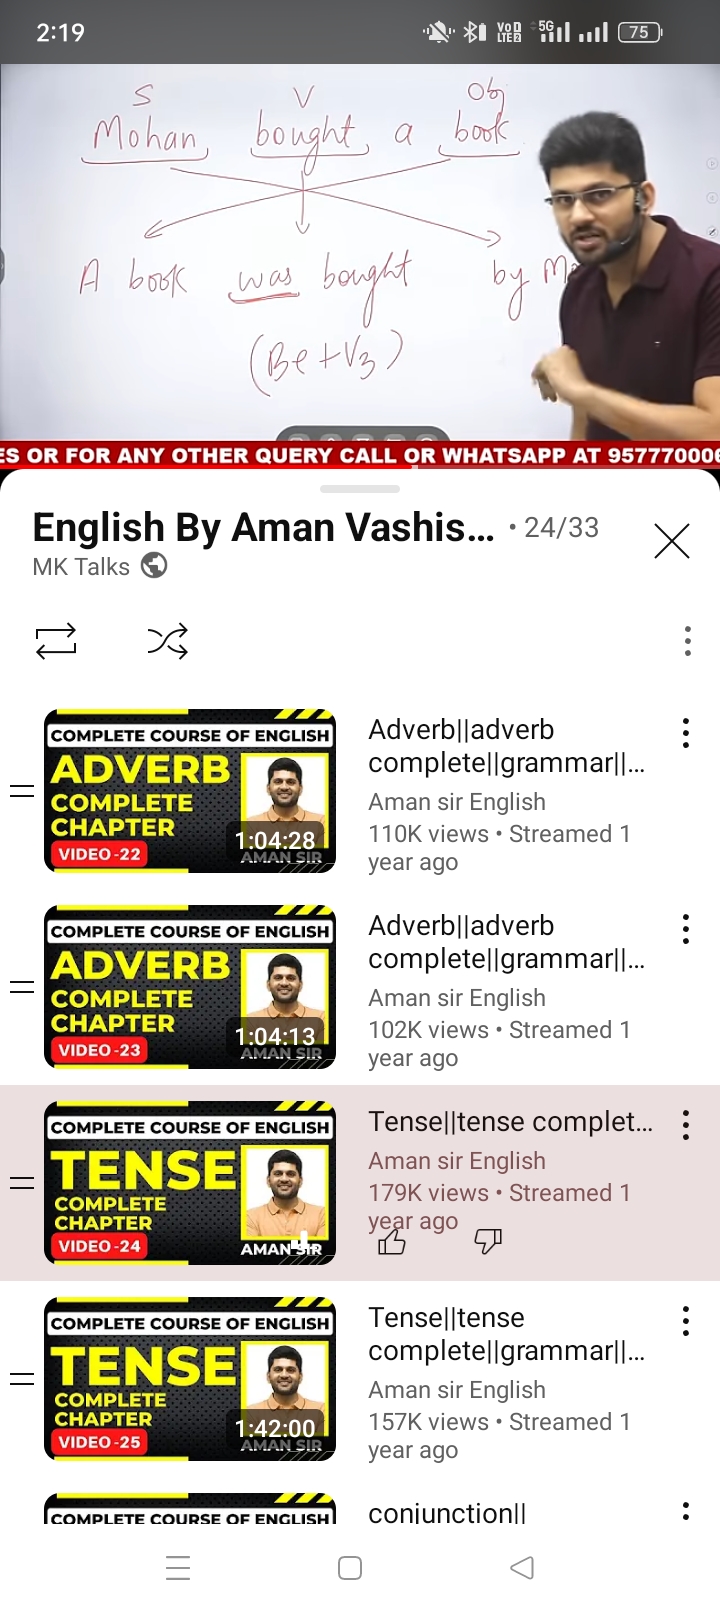 2:19
VoD
LTE2
5G
75
S V Obj
Mohan bought a book
A book was bought by
(Be+V3)
ES OR FOR ANY OTHER QUERY CALL OR WHATSAPP AT 957770006
English By Aman Vashis... • 24/33
MK Talks
COMPLETE COURSE OF ENGLISH
ADVERB
COMPLETE
CHAPTER
VIDEO -22
1:04:28
AMAN SIR
Adverb||adverb
complete||grammar||...
Aman sir English
110K views • Streamed 1
year ago
COMPLETE COURSE OF ENGLISH
ADVERB
COMPLETE
CHAPTER
VIDEO -23
1:04:13
AMAN SIR
Adverb||adverb
complete||grammar||...
Aman sir English
102K views • Streamed 1
year ago
COMPLETE COURSE OF ENGLISH
TENSE
COMPLETE
CHAPTER
VIDEO -24
AMAN SIR
Tense||tense complet...
Aman sir English
179K views • Streamed 1
year ago
COMPLETE COURSE OF ENGLISH
TENSE
COMPLETE
CHAPTER
VIDEO -25
1:42:00
AMAN SIR
Tense||tense
complete||grammar||...
Aman sir English
157K views • Streamed 1
year ago
COMPLETE COURSE OF ENGLISH
conjunction||